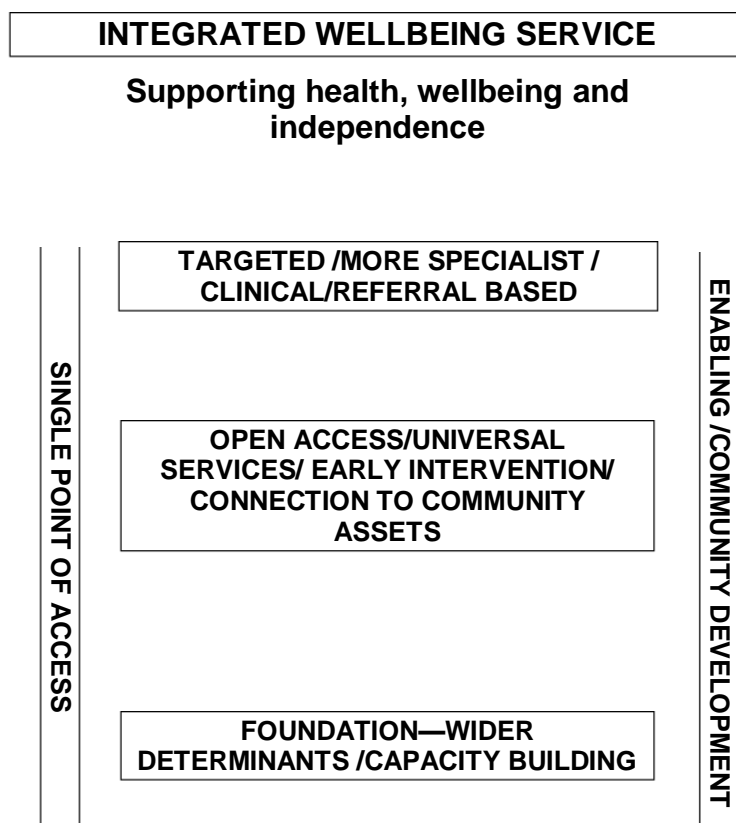 INTEGRATED WELLBEING SERVICE
Supporting health, wellbeing and
independence
TARGETED /MORE SPECIALIST /
CLINICAL/REFERRAL BASED
SINGLE POINT OF ACCESS
ENABLING /COMMUNITY DEVELOPMENT
OPEN ACCESS/UNIVERSAL
SERVICES/ EARLY INTERVENTION/
CONNECTION TO COMMUNITY
ASSETS
FOUNDATION—WIDER
DETERMINANTS /CAPACITY BUILDING